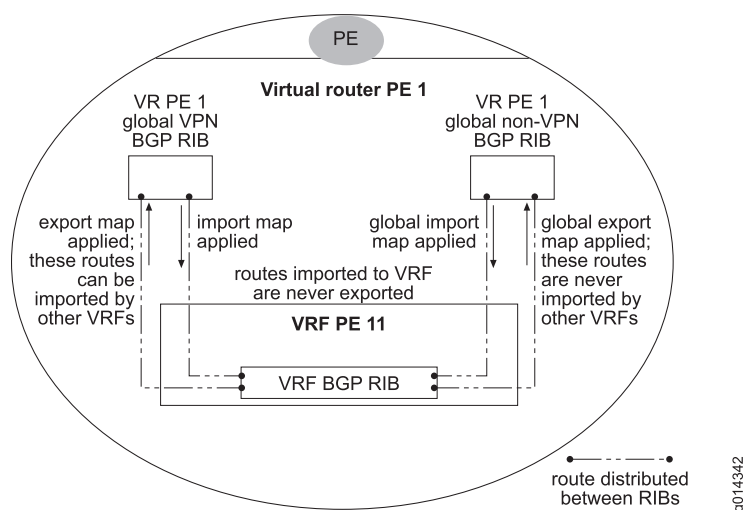 PE
Virtual router PE 1
VR PE 1
global VPN
BGP RIB
VR PE 1
global non-VPN
BGP RIB
export map
applied;
these routes
can be
imported by
other VRFs
import map
applied
global import
map applied
global export
map applied;
these routes
are never
imported by
other VRFs
routes imported to VRF
are never exported
VRF PE 11
VRF BGP RIB
route distributed
between RIBs
g014342